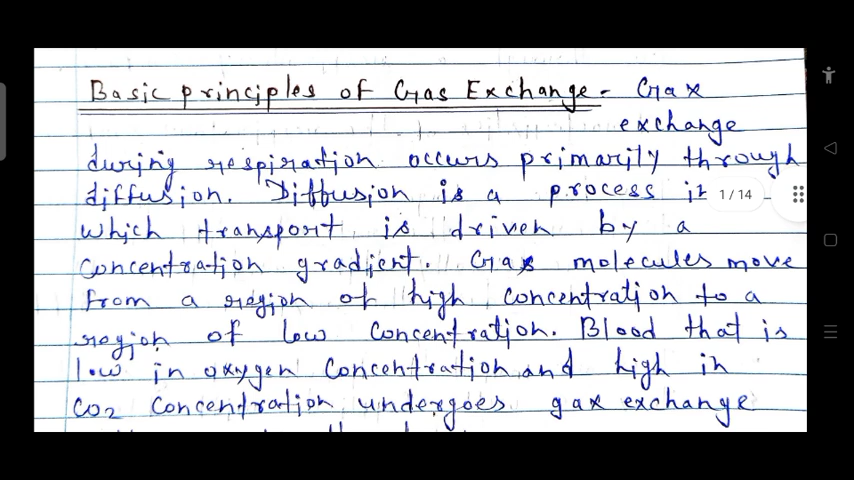 Basic principles of Gas Exchange - Gas
exchange
during respiration occurs primarily through
diffusion. Diffusion is a process in
1/14
which transport is driven by a
concentration gradient. Gas molecules move
from a region of high concentration to a
region of low concentration. Blood that is
low in oxygen concentration and high in
CO2 concentration undergoes gas exchange